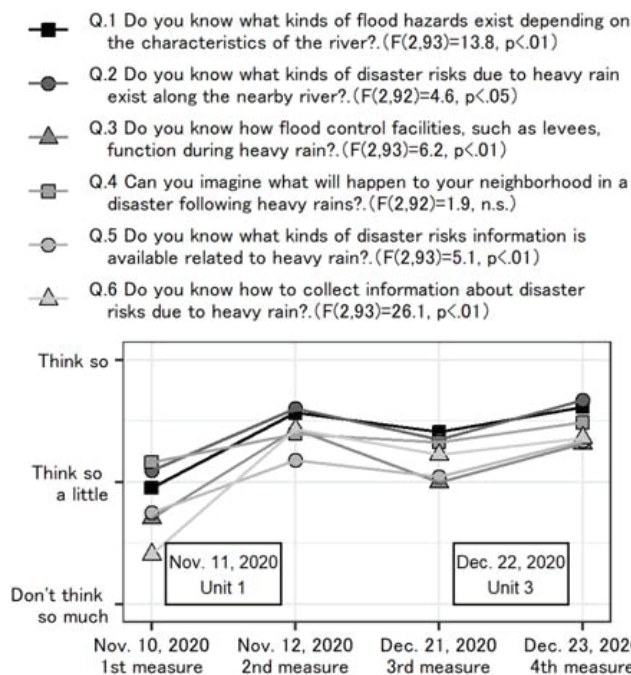 Q.1 Do you know what kinds of flood hazards exist depending on
the characteristics of the river?.(F(2,93)=13.8, p<.01)
Q.2 Do you know what kinds of disaster risks due to heavy rain
exist along the nearby river?.(F(2,92)=4.6, p<.05)
Q.3 Do you know how flood control facilities, such as levees,
function during heavy rain?.(F(2,93)=6.2, p<.01)
Q.4 Can you imagine what will happen to your neighborhood in a
disaster following heavy rains?.(F(2,92)=1.9, n.s.)
Q.5 Do you know what kinds of disaster risks information is
available related to heavy rain?.(F(2,93)=5.1, p<.01)
Q.6 Do you know how to collect information about disaster
risks due to heavy rain?.(F(2,93)=26.1, p<.01)
Think so
Think so
a little
Don't think
so much
Nov. 11, 2020
Unit 1
Dec. 22, 2020
Unit 3
Nov. 10, 2020
1st measure
Nov. 12, 2020
2nd measure
Dec. 21, 2020
3rd measure
Dec. 23, 202
4th measure